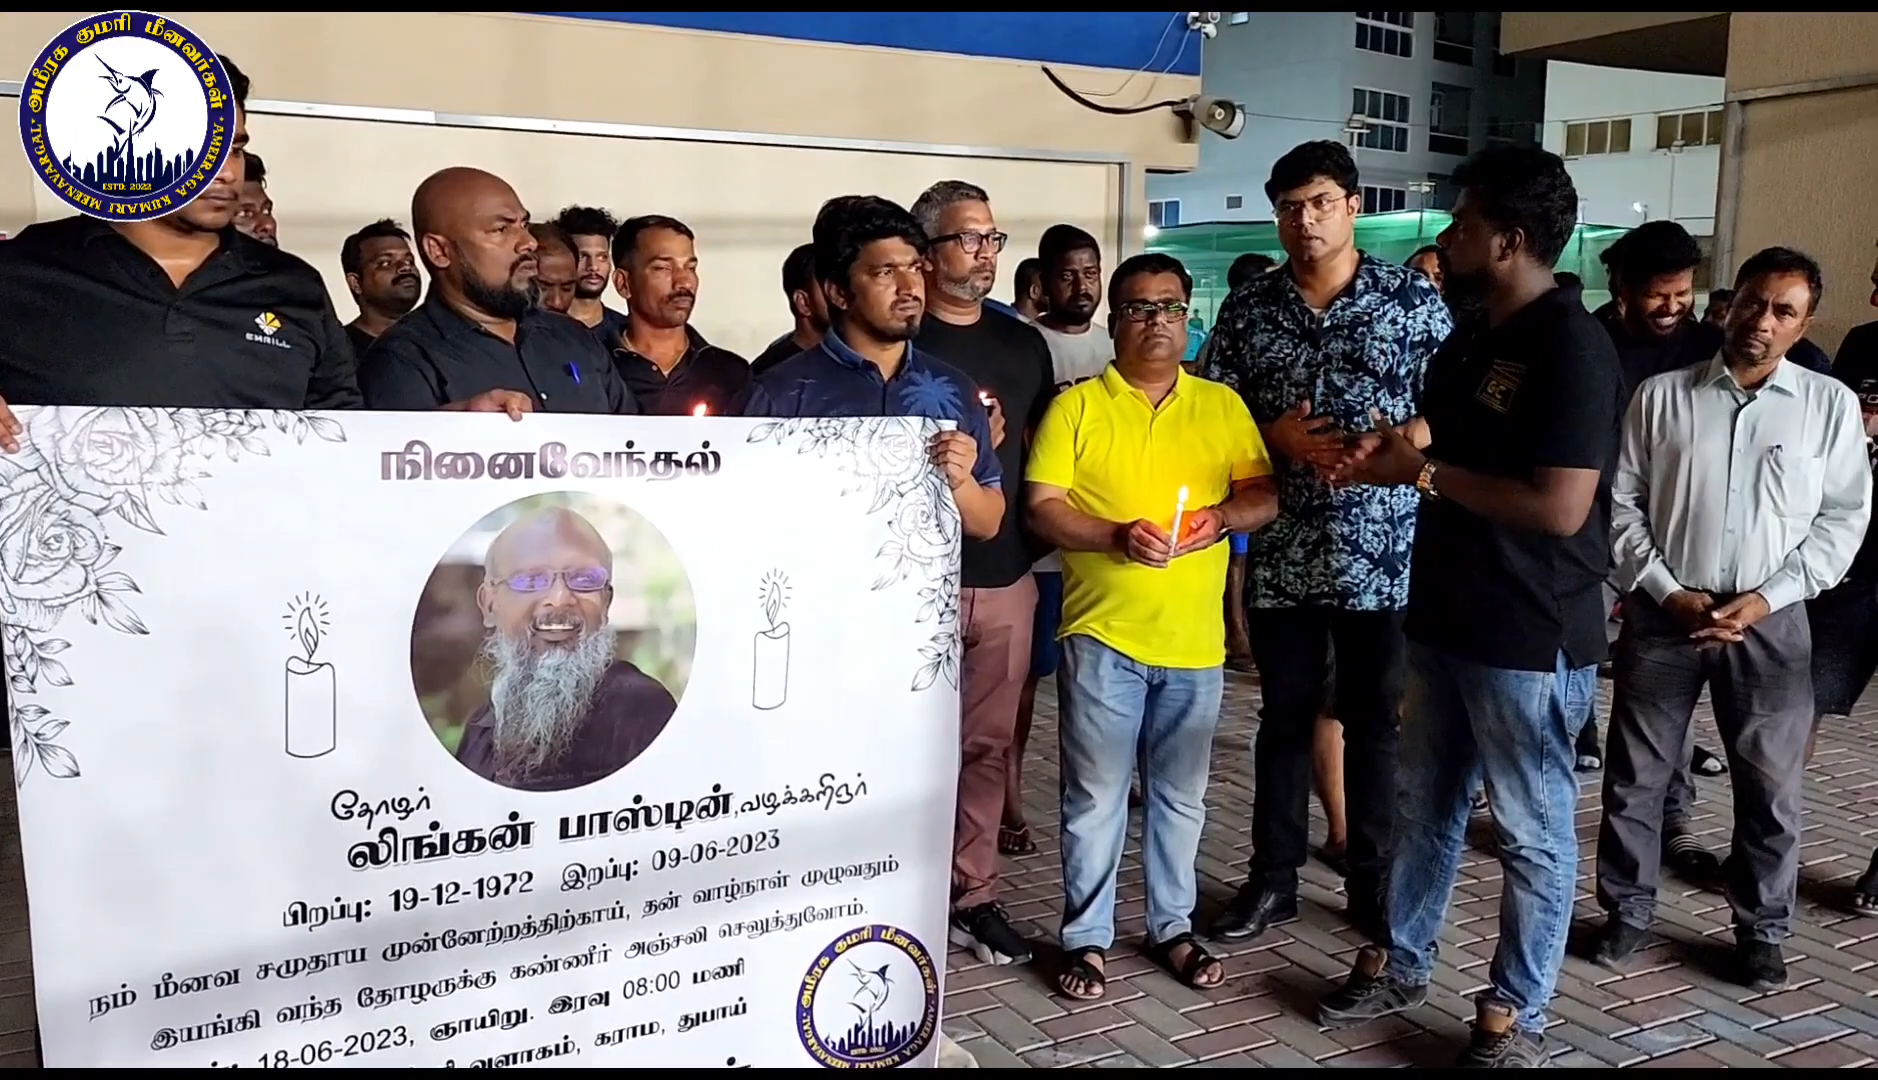 அமீரக குமரி மீனவர்கள்
AMEERAGA KUMARI MEENAVARGAL
ESTD: 2022
EMRILL
GC
நினைவேந்தல்
தோழர்
லிங்கன் பாஸ்டின், வழக்கறிஞர்
பிறப்பு: 19-12-1972 இறப்பு: 09-06-2023
நம் மீனவ சமுதாய முன்னேற்றத்திற்காய், தன் வாழ்நாள் முழுவதும்
இயங்கி வந்த தோழருக்கு கண்ணீர் அஞ்சலி செலுத்துவோம்.
18-06-2023, ஞாயிறு. இரவு 08:00 மணி
வளாகம், கராம, துபாய்
அமீரக குமரி மீனவர்கள்
AMEERAGA KUMARI MEENAVARGAL
ESTD: 2022